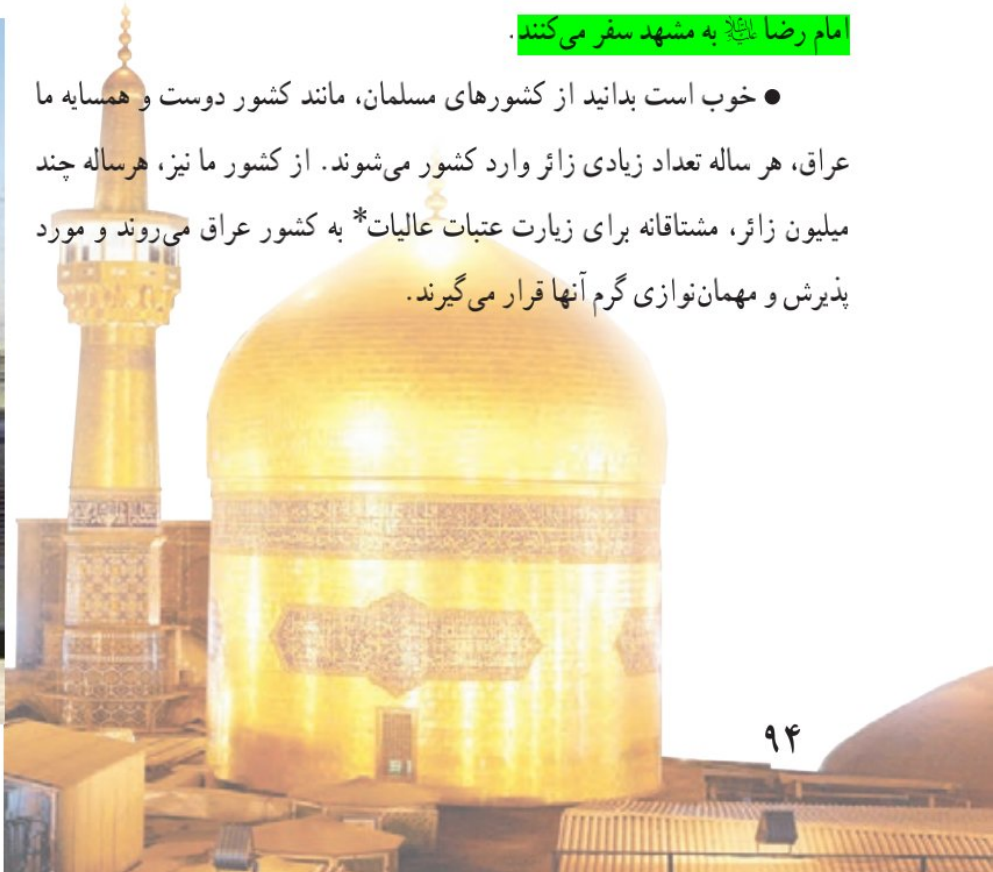 امام رضا علیه‌السلام به مشهد سفر می‌کنند.
● خوب است بدانید از کشورهای مسلمان، مانند کشور دوست و همسایه ما
عراق، هر ساله تعداد زیادی زائر وارد کشور می‌شوند. از کشور ما نیز، هرساله چند
میلیون زائر، مشتاقانه برای زیارت عتبات عالیات* به کشور عراق می‌روند و مورد
پذیرش و مهمان‌نوازی گرم آنها قرار می‌گیرند.
۹۴